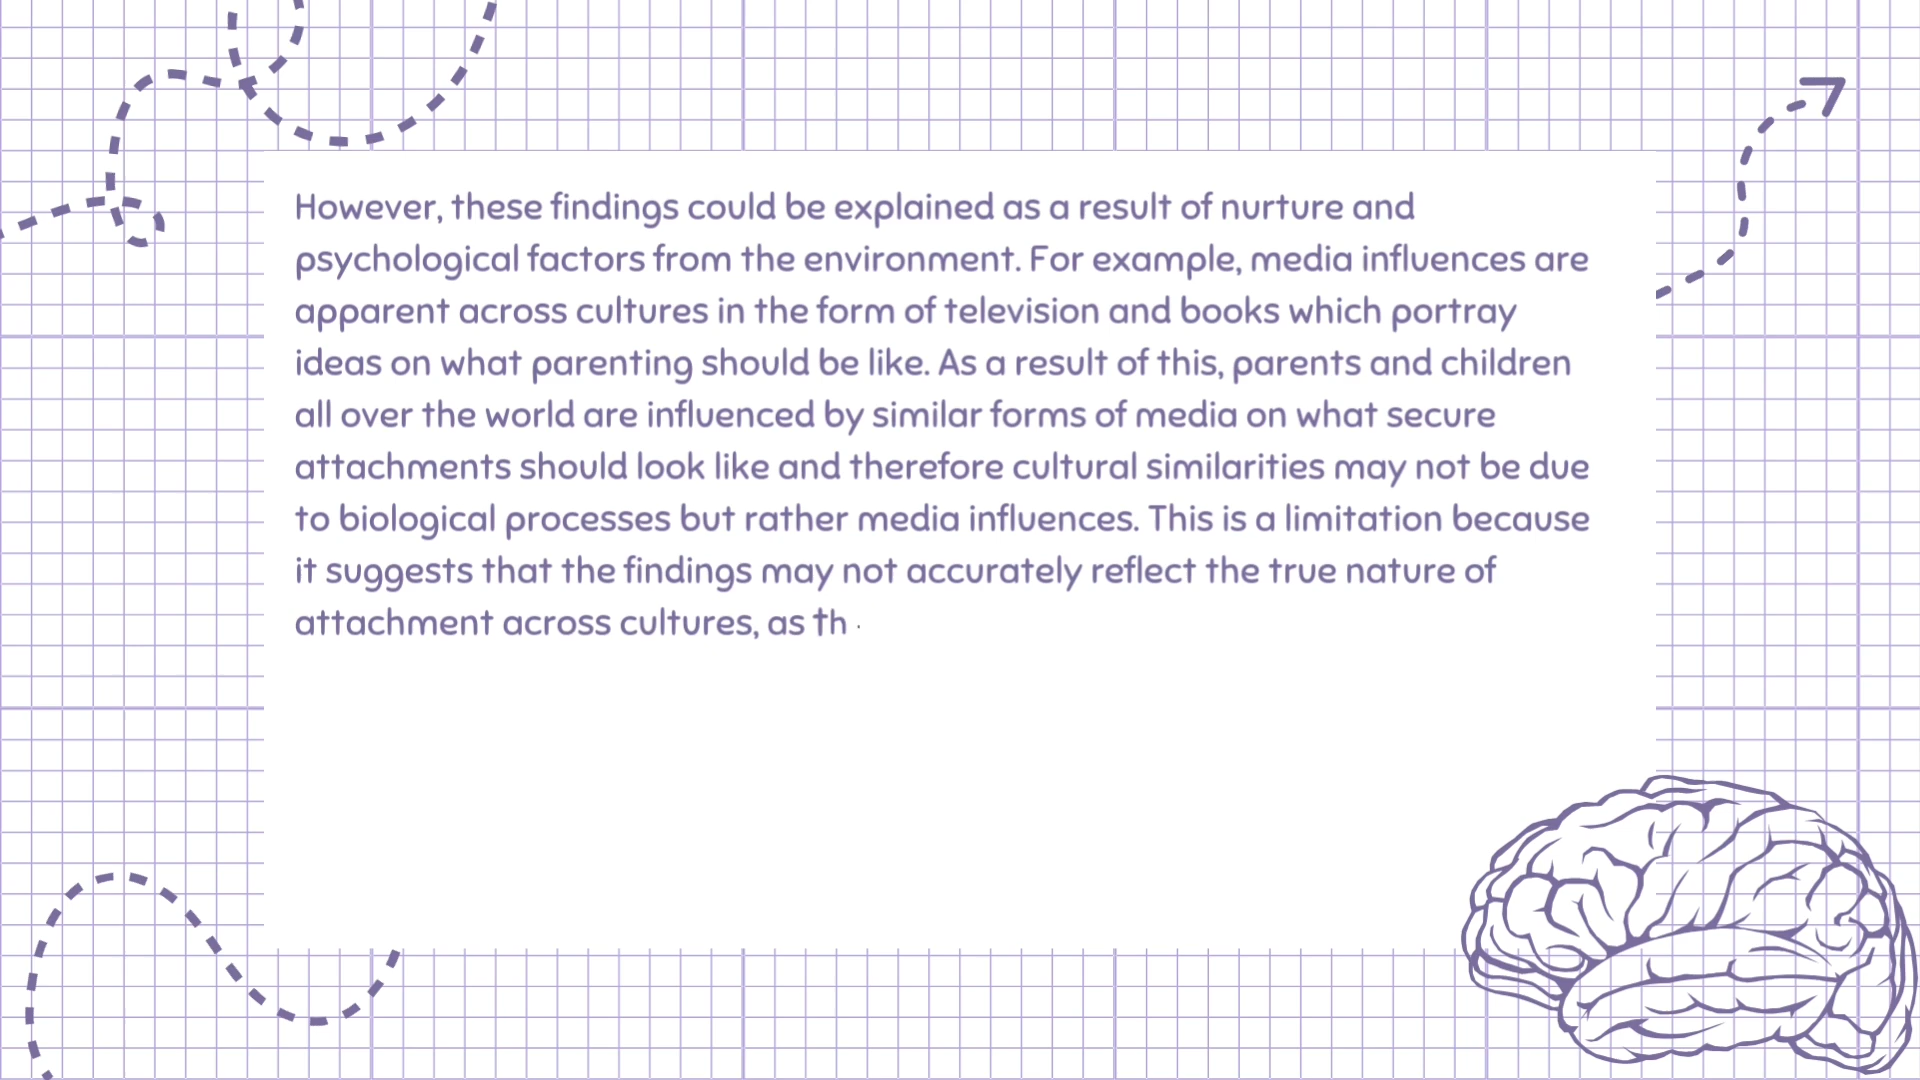 However, these findings could be explained as a result of nurture and
psychological factors from the environment. For example, media influences are
apparent across cultures in the form of television and books which portray
ideas on what parenting should be like. As a result of this, parents and children
all over the world are influenced by similar forms of media on what secure
attachments should look like and therefore cultural similarities may not be due
to biological processes but rather media influences. This is a limitation because
it suggests that the findings may not accurately reflect the true nature of
attachment across cultures, as th